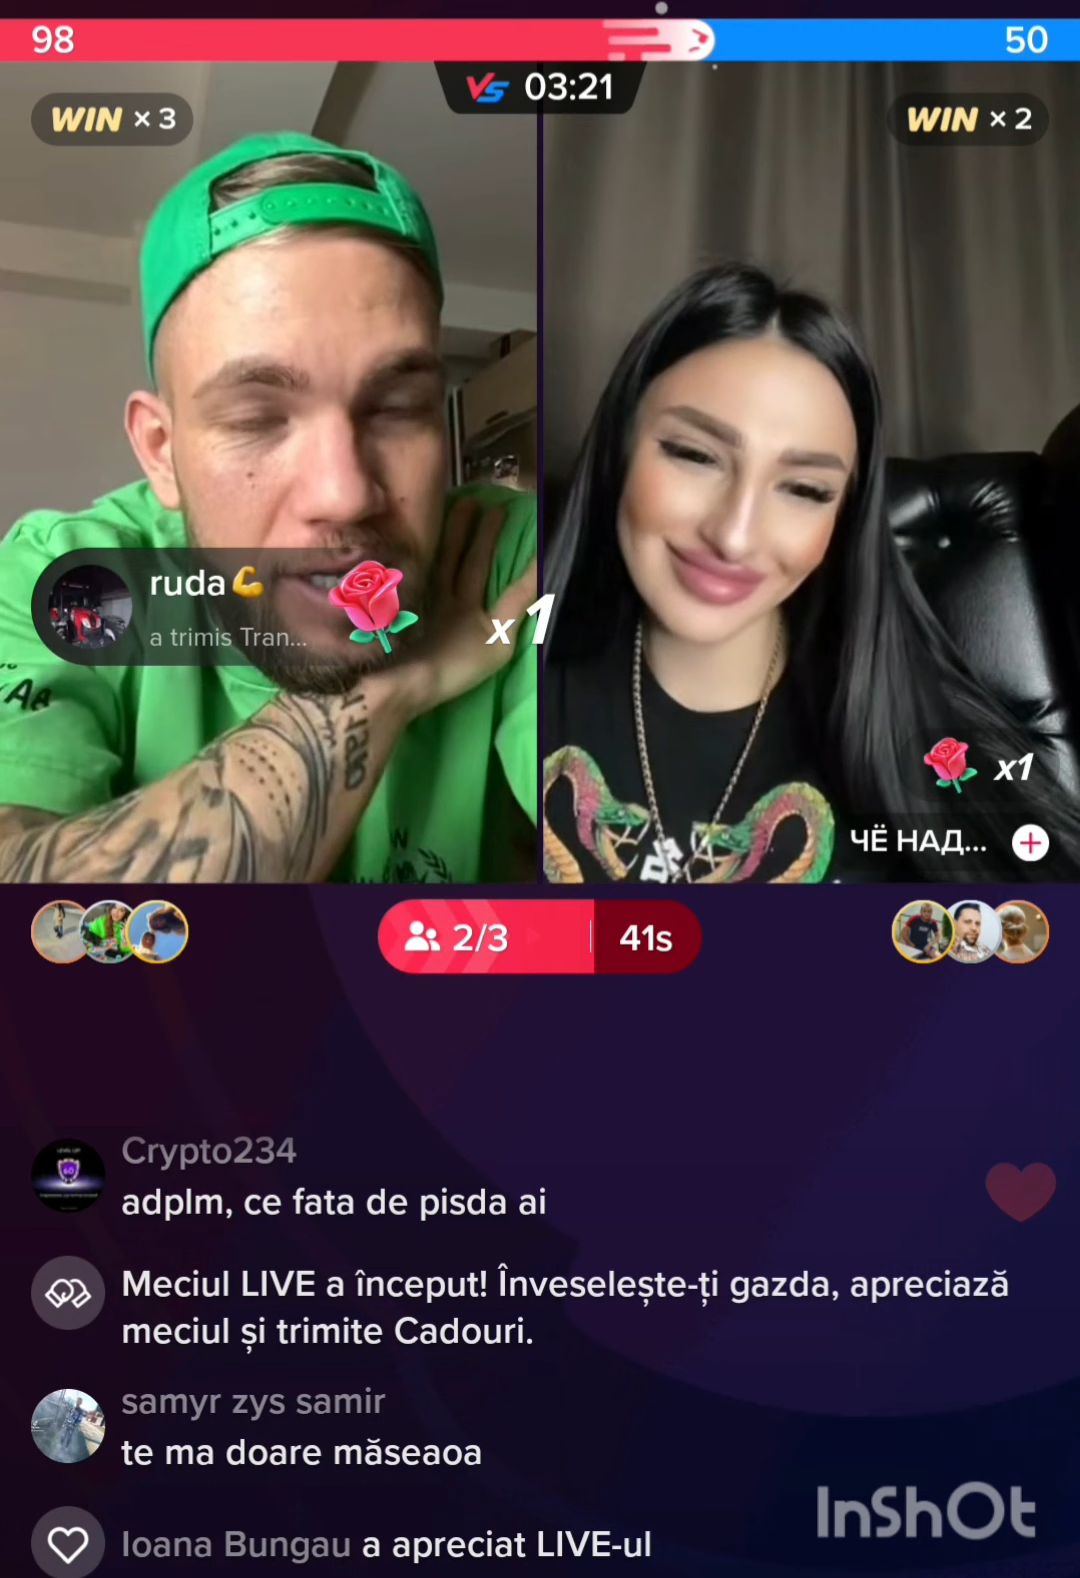 98
50
VS 03:21
WIN × 3
WIN × 2
ruda💪
a trimis Tran...
x1
x1
ЧЁ НАД...
2/3
41s
Crypto234
adplm, ce fata de pisda ai
Meciul LIVE a început! Înveselește-ți gazda, apreciază
meciul și trimite Cadouri.
samyr zys samir
te ma doare măseaoa
Ioana Bungau a apreciat LIVE-ul
InShOt